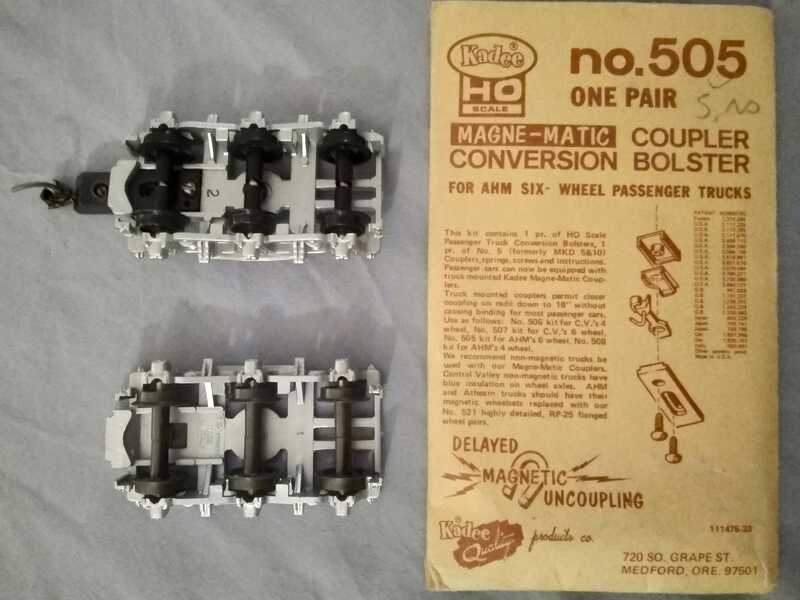 2
Kadee®
HO
SCALE
no.505
ONE PAIR
5,00
MAGNE-MATIC COUPLER
CONVERSION BOLSTER
FOR AHM SIX- WHEEL PASSENGER TRUCKS
This kit contains 1 pr. of HO Scale
Passenger Truck Conversion Bolsters, 1
pr. of No. 5 (formerly MKD 5&10)
Couplers, springs, screws and instructions.
Passenger cars can now be equipped with
truck mounted Kadee Magne-Matic Coup-
lers.
Truck mounted couplers permit closer
coupling on radii down to 18" without
causing binding for most passenger cars.
Use as follows: No. 506 kit for C.V.'s 4
wheel, No. 507 kit for C.V.'s 6 wheel,
No. 505 kit for AHM's 6 wheel, No. 508
kit for AHM's 4 wheel.
We recommend non-magnetic trucks be
used with our Magne-Matic Couplers.
Central Valley non-magnetic trucks have
blue insulation on wheel axles. AHM
and Athearn trucks should have their
magnetic wheelsets replaced with our
No. 521 highly detailed, RP-25 flanged
wheel pairs.
PATENT NUMBERS
DELAYED
MAGNETIC
UNCOUPLING
Kadee®
Quality
products co.
111476-33
720 SO. GRAPE ST.
MEDFORD, ORE. 97501